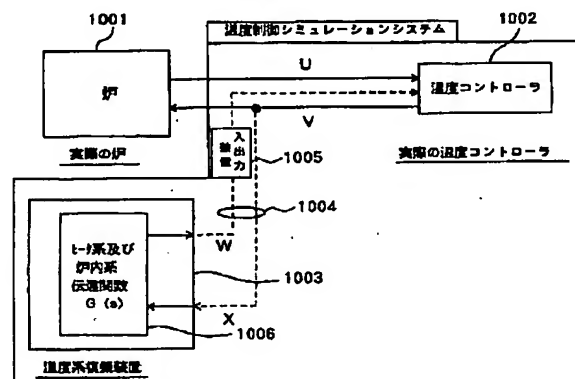 1001
温度制御シミュレーションシステム
1002
炉
U
温度コントローラ
V
実際の炉
入出力
装置
1005
実際の温度コントローラ
1004
ヒータ系及び
炉内系
伝達関数
G (s)
W
1003
X
1006
温度系模擬装置